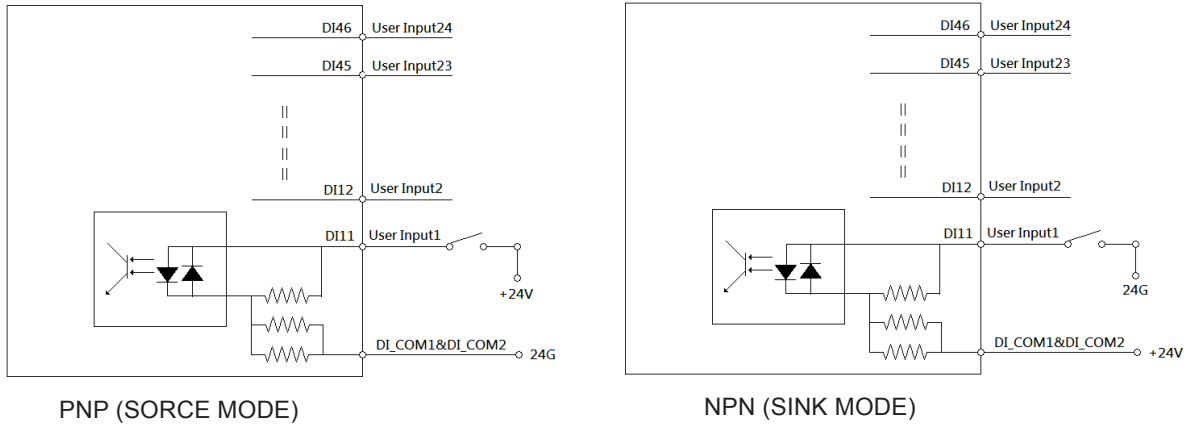 DI46 User Input24
DI45 User Input23
DI12 User Input2
DI11 User Input1
+24V
DI_COM1&DI_COM2 24G
PNP (SORCE MODE)
DI46 User Input24
DI45 User Input23
DI12 User Input2
DI11 User Input1
24G
DI_COM1&DI_COM2 +24V
NPN (SINK MODE)